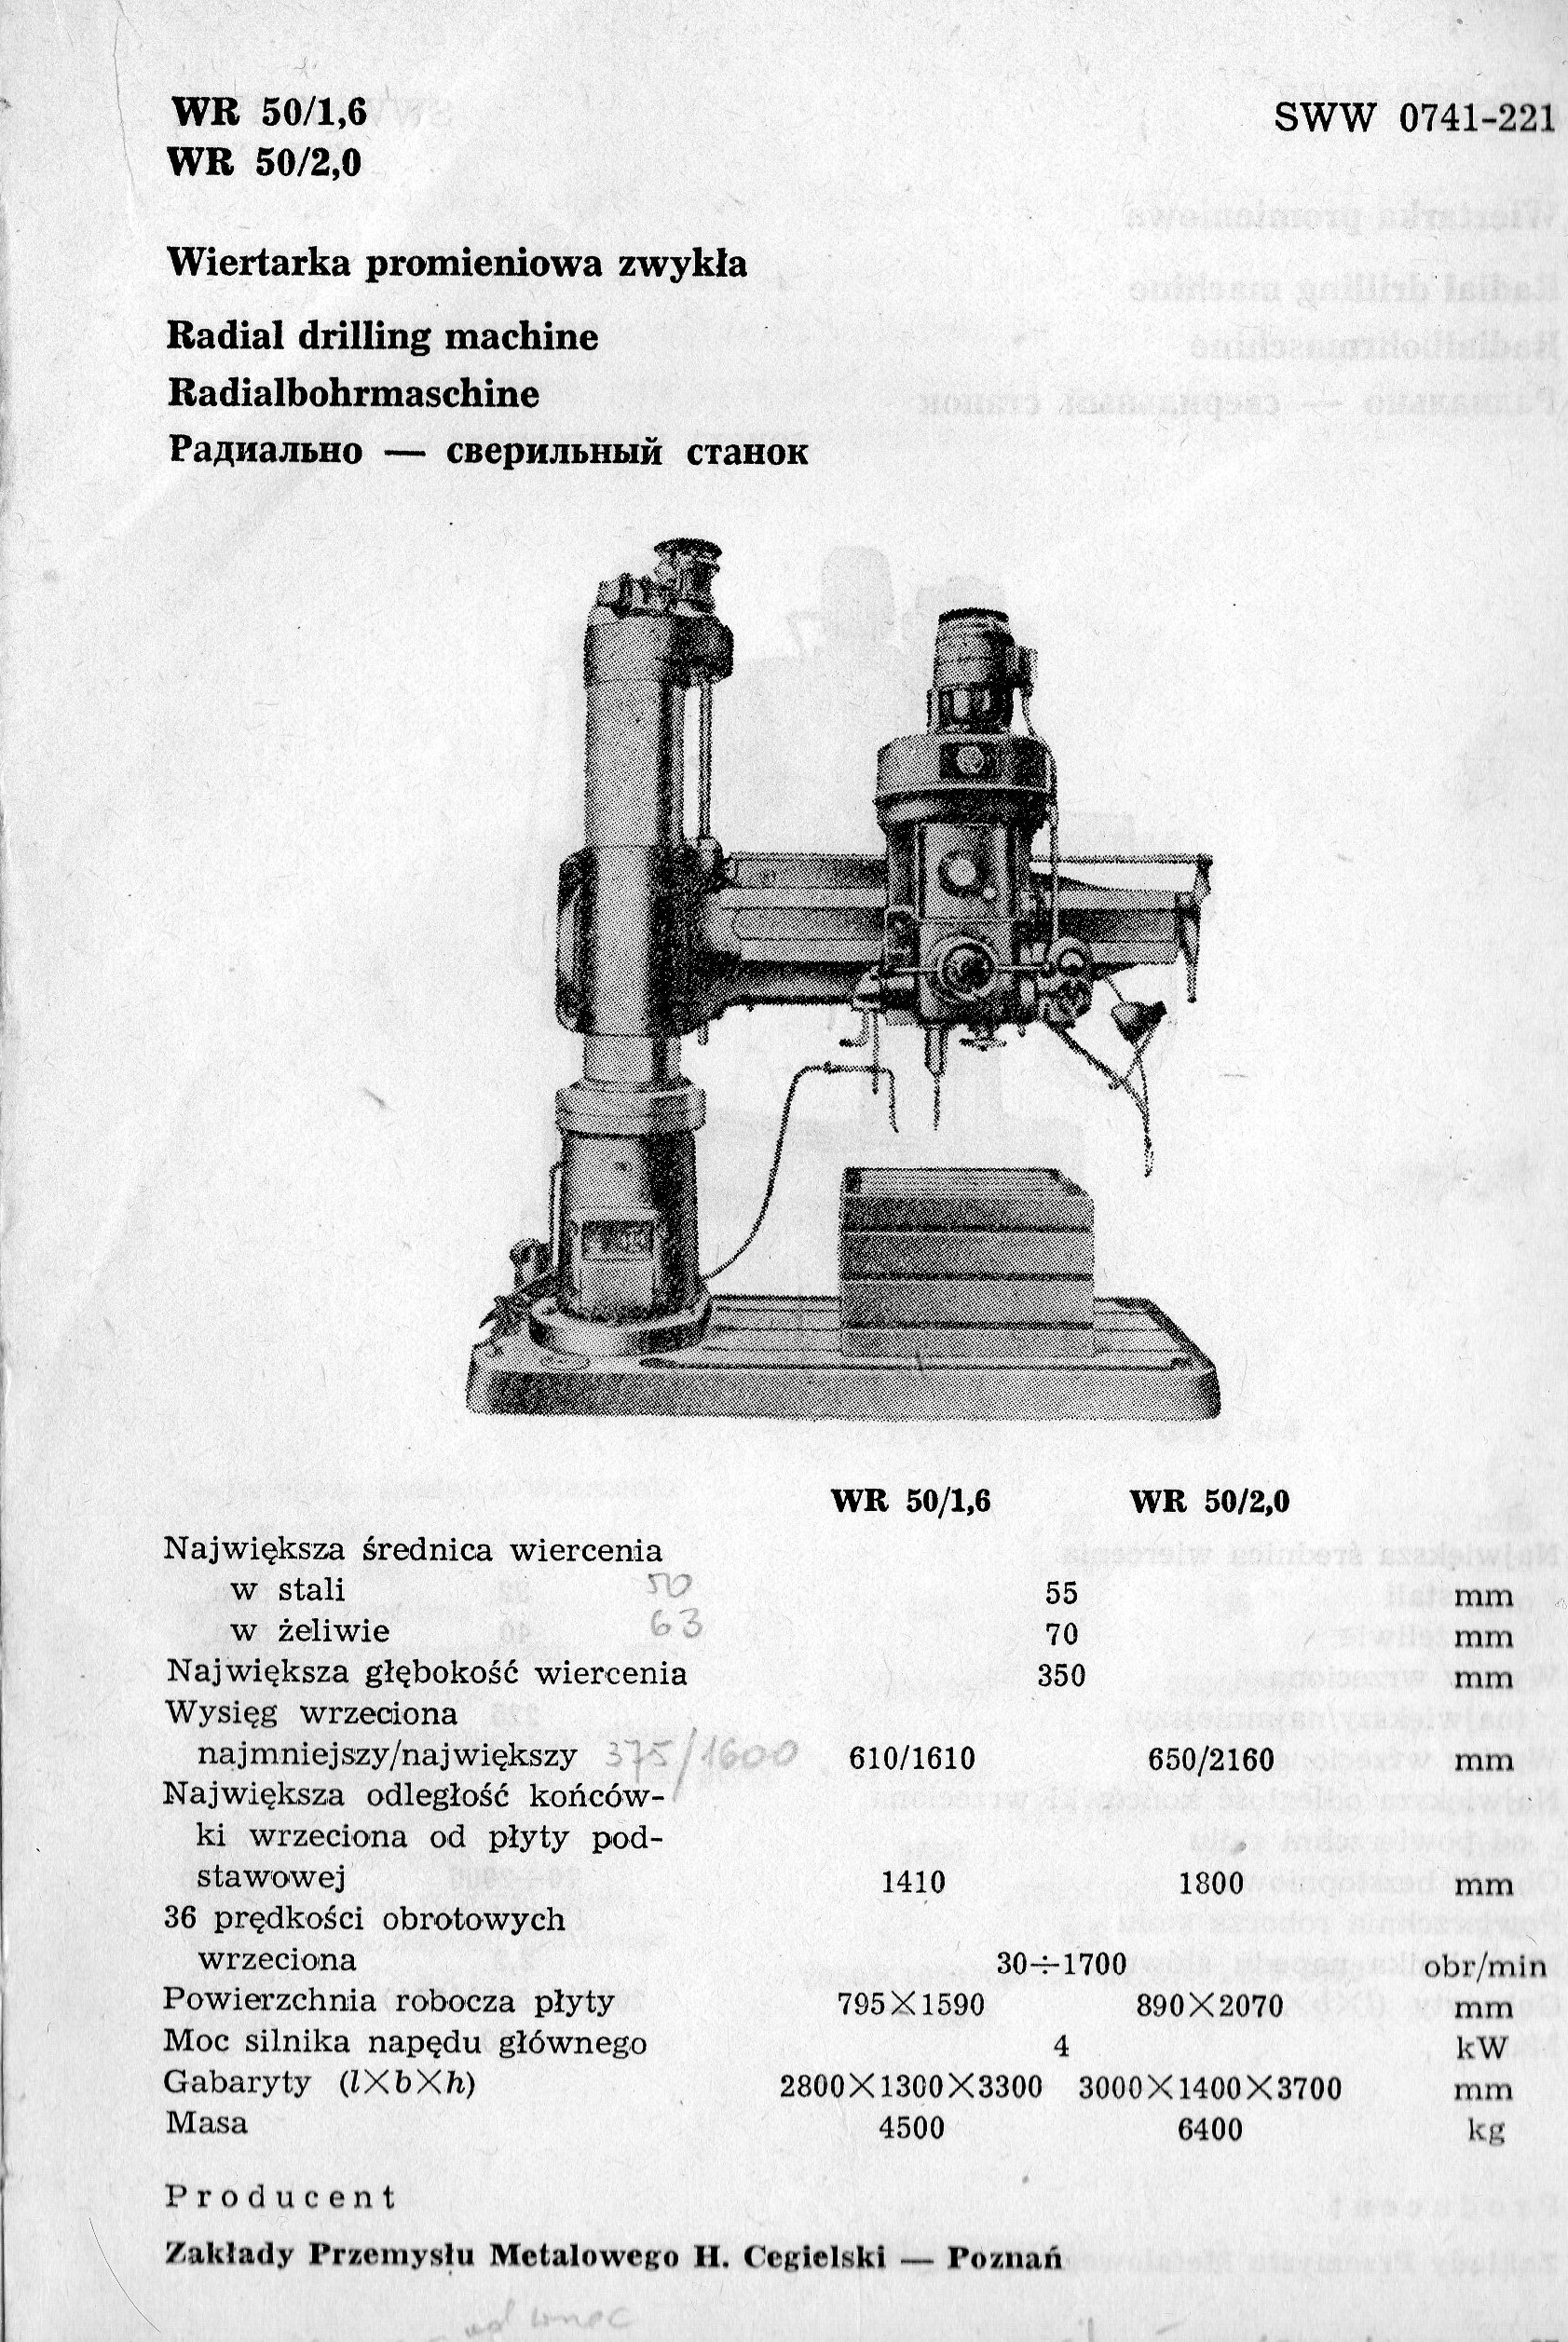 WR 50/1,6
SWW 0741-221
WR 50/2,0
Wiertarka promieniowa zwykła
Radial drilling machine
Radialbohrmaschine
Радиально — сверильный станок
WR 50/1,6 WR 50/2,0
Największa średnica wiercenia
w stali 50 55 mm
w żeliwie 63 70 mm
Największa głębokość wiercenia 350 mm
Wysięg wrzeciona
najmniejszy/największy 375/1600 610/1610 650/2160 mm
Największa odległość końców-
ki wrzeciona od płyty pod-
stawowej 1410 1800 mm
36 prędkości obrotowych
wrzeciona 30÷1700 obr/min
Powierzchnia robocza płyty 795×1590 890×2070 mm
Moc silnika napędu głównego 4 kW
Gabaryty (l×b×h) 2800×1300×3300 3000×1400×3700 mm
Masa 4500 6400 kg
Producent
Zakłady Przemysłu Metalowego H. Cegielski — Poznań